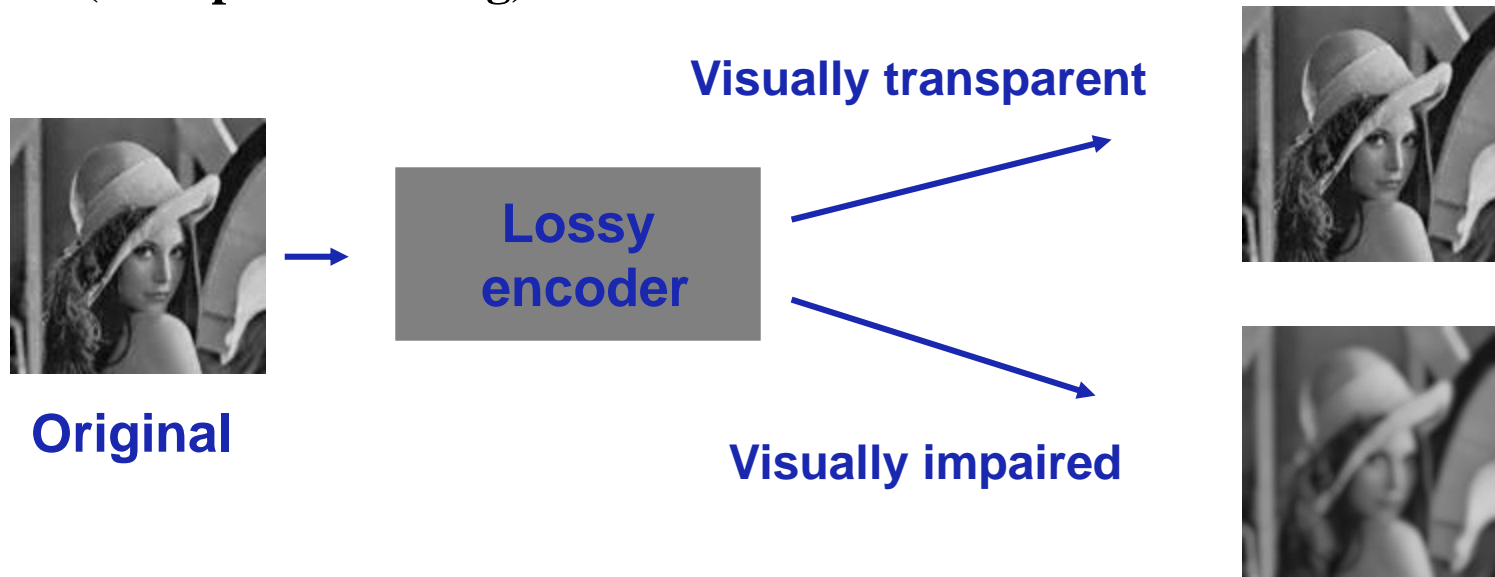 Visually transparent
Lossy
encoder
Original
Visually impaired